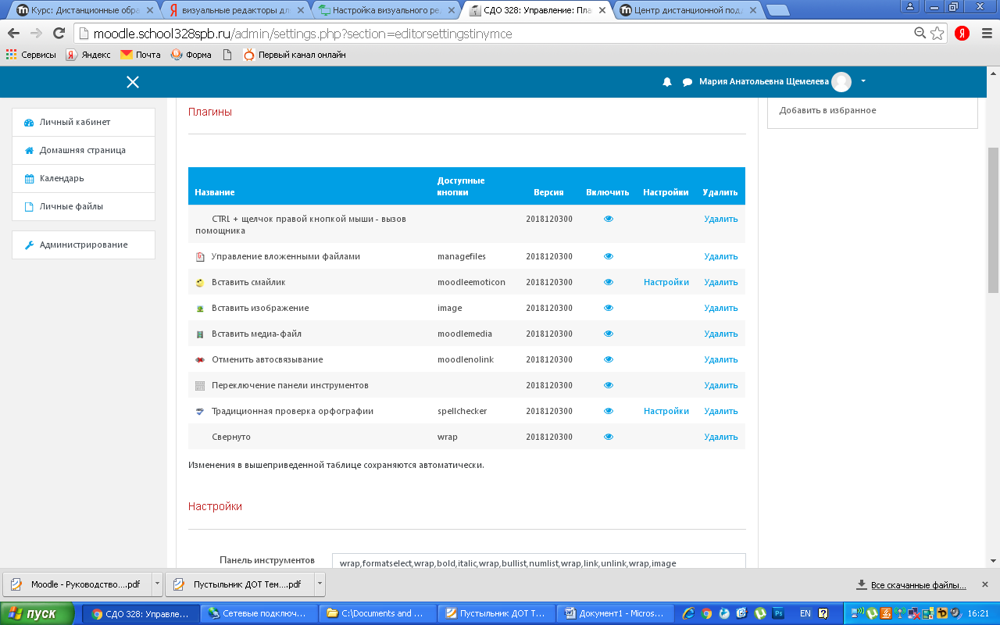 Курс: Дистанционные обра
визуальные редакторы дл
Настройка визуального ре
СДО 328: Управление: Пла
Центр дистанционной под
moodle.school328spb.ru/admin/settings.php?section=editorsettingstinymce
Сервисы Яндекс Почта Форма Первый канал онлайн
Мария Анатольевна Щемелева
Личный кабинет
Домашняя страница
Календарь
Личные файлы
Администрирование
Добавить в избранное
Плагины
Название Доступные кнопки Версия Включить Настройки Удалить
CTRL + щелчок правой кнопкой мыши - вызов помощника 2018120300 Удалить
Управление вложенными файлами managefiles 2018120300 Удалить
Вставить смайлик moodleemoticon 2018120300 Настройки Удалить
Вставить изображение image 2018120300 Удалить
Вставить медиа-файл moodlemedia 2018120300 Удалить
Отменить автосвязывание moodlenolink 2018120300 Удалить
Переключение панели инструментов 2018120300 Удалить
Традиционная проверка орфографии spellchecker 2018120300 Настройки Удалить
Свернуто wrap 2018120300 Удалить
Изменения в вышеприведенной таблице сохраняются автоматически.
Настройки
Панель инструментов wrap,formatselect,wrap,bold,italic,wrap,bullist,numlist,wrap,link,unlink,wrap,image
Moodle - Руководство....pdf Пустыльник ДОТ Тем....pdf Все скачанные файлы...
пуск СДО 328: Управле... Сетевые подключ... C:\Documents and ... Пустыльник ДОТ Т... Документ1 - Micros... EN 16:21